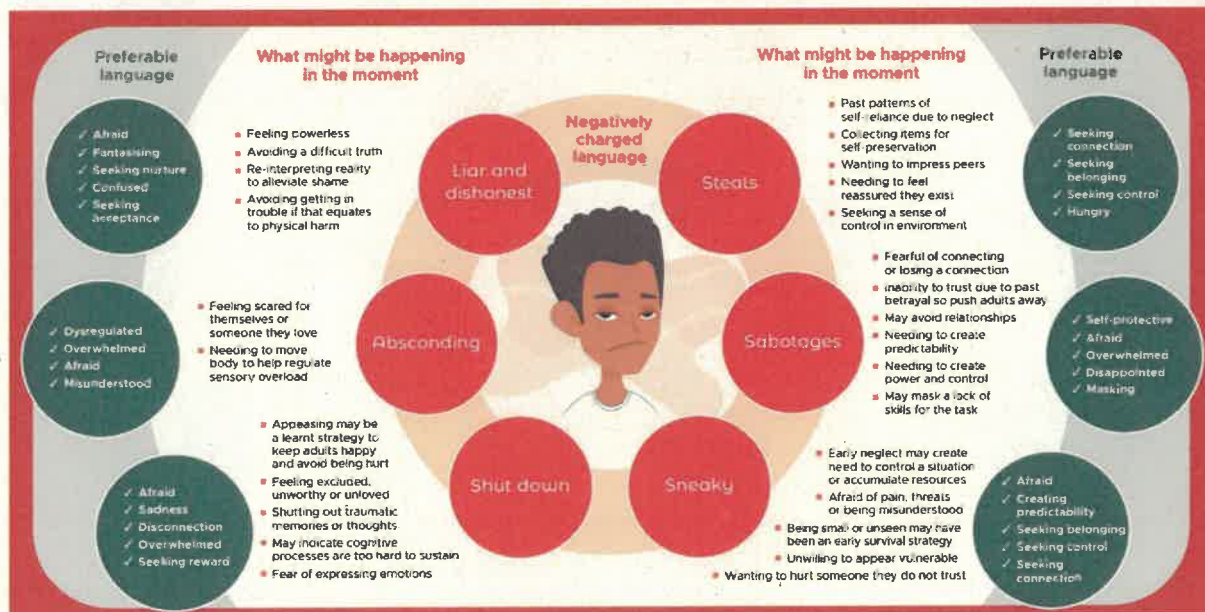 Preferable
language
What might be happening
in the moment
✓ Afraid
✓ Fantasising
✓ Seeking nurture
✓ Confused
✓ Seeking
acceptance
▪ Feeling powerless
▪ Avoiding a difficult truth
▪ Re-interpreting reality
to alleviate shame
▪ Avoiding getting in
trouble if that equates
to physical harm
Liar and
dishonest
✓ Dysregulated
✓ Overwhelmed
✓ Afraid
✓ Misunderstood
▪ Feeling scared for
themselves or
someone they love
▪ Needing to move
body to help regulate
sensory overload
Absconding
✓ Afraid
✓ Sadness
✓ Disconnection
✓ Overwhelmed
✓ Seeking reward
▪ Appeasing may be
a learnt strategy to
keep adults happy
and avoid being hurt
▪ Feeling excluded,
unworthy or unloved
▪ Shutting out traumatic
memories or thoughts
▪ May indicate cognitive
processes are too hard to sustain
▪ Fear of expressing emotions
Shut down
Negatively
charged
language
What might be happening
in the moment
Preferable
language
Steals
▪ Past patterns of
self-reliance due to neglect
▪ Collecting items for
self-preservation
▪ Wanting to impress peers
▪ Needing to feel
reassured they exist
▪ Seeking a sense of
control in environment
✓ Seeking
connection
✓ Seeking
belonging
✓ Seeking control
✓ Hungry
Sabotages
▪ Fearful of connecting
or losing a connection
▪ Inability to trust due to past
betrayal so push adults away
▪ May avoid relationships
▪ Needing to create
predictability
▪ Needing to create
power and control
▪ May mask a lack of
skills for the task
✓ Self-protective
✓ Afraid
✓ Overwhelmed
✓ Disappointed
✓ Masking
Sneaky
▪ Early neglect may create
need to control a situation
or accumulate resources
▪ Afraid of pain, threats
or being misunderstood
▪ Being small or unseen may have
been an early survival strategy
▪ Unwilling to appear vulnerable
▪ Wanting to hurt someone they do not trust
✓ Afraid
✓ Creating
predictability
✓ Seeking belonging
✓ Seeking control
✓ Seeking
connection